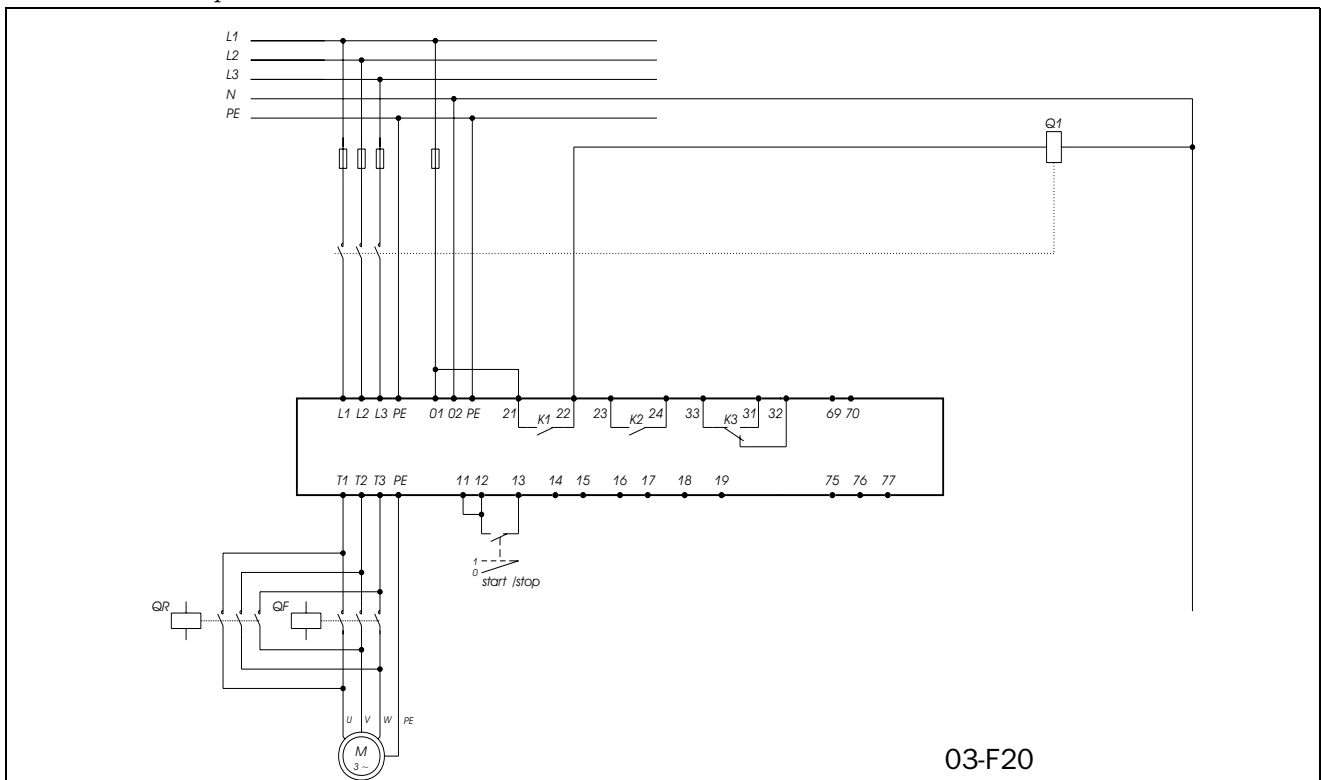 L1
L2
L3
N
PE
Q1
L1 L2 L3 PE 01 02 PE 21 22 23 24 33 31 32 69 70
K1 K2 K3
T1 T2 T3 PE 11 12 13 14 15 16 17 18 19 75 76 77
1
0
start /stop
QR QF
U V W PE
M
3 ~
03-F20